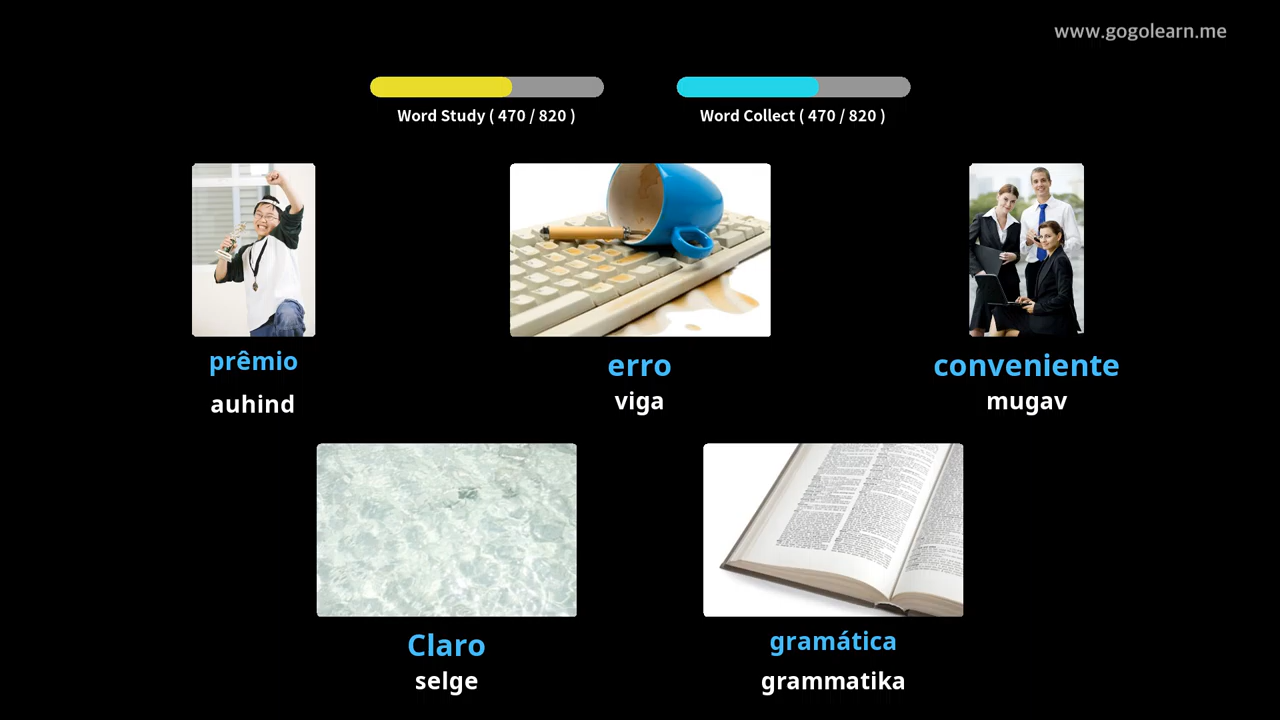 www.gogolearn.me
Word Study ( 470 / 820 )
Word Collect ( 470 / 820 )
prêmio
auhind
erro
viga
conveniente
mugav
Claro
selge
gramática
grammatika